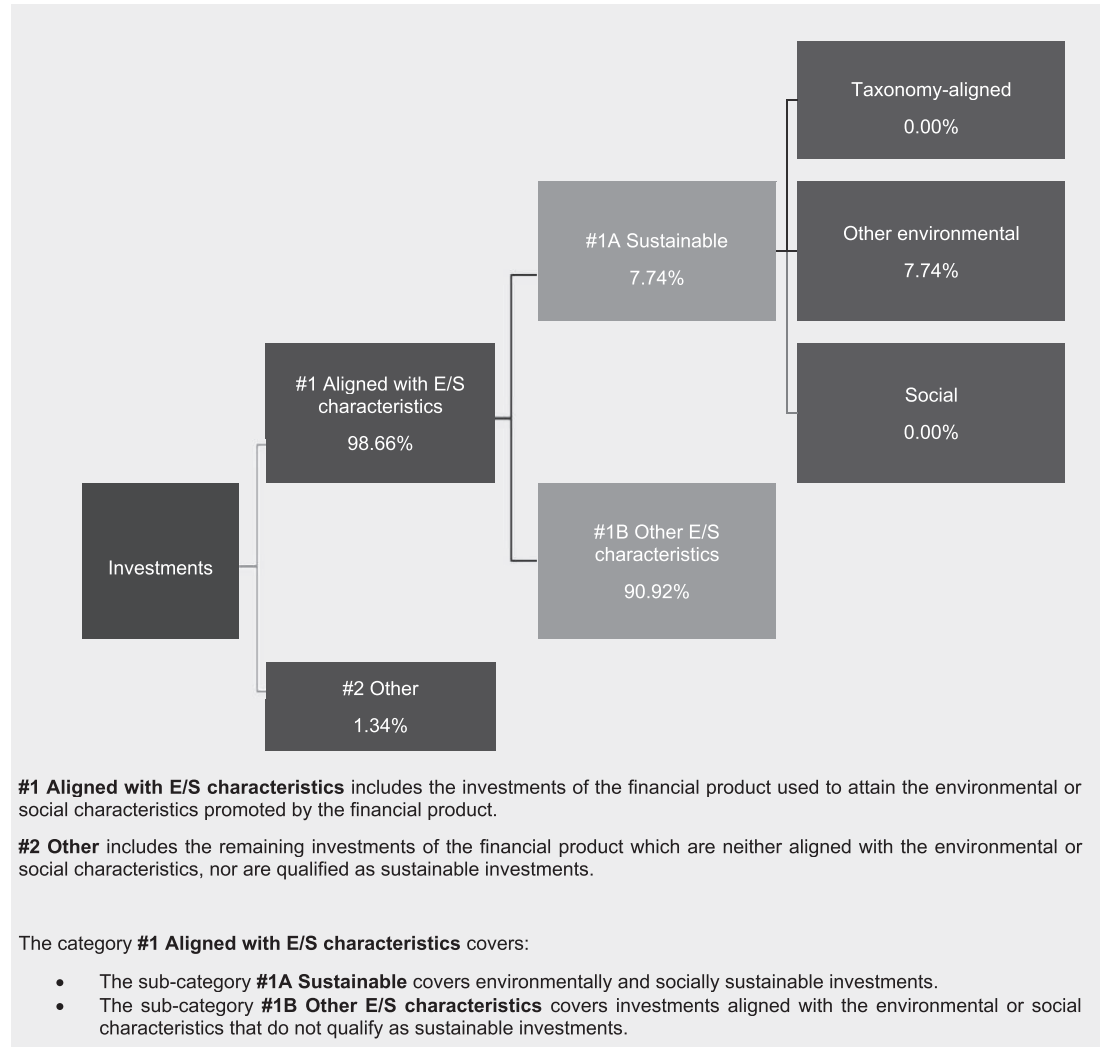 Taxonomy-aligned
0.00%
#1A Sustainable
7.74%
Other environmental
7.74%
#1 Aligned with E/S
characteristics
98.66%
Social
0.00%
Investments
#1B Other E/S
characteristics
90.92%
#2 Other
1.34%
#1 Aligned with E/S characteristics includes the investments of the financial product used to attain the environmental or
social characteristics promoted by the financial product.
#2 Other includes the remaining investments of the financial product which are neither aligned with the environmental or
social characteristics, nor are qualified as sustainable investments.
The category #1 Aligned with E/S characteristics covers:
• The sub-category #1A Sustainable covers environmentally and socially sustainable investments.
• The sub-category #1B Other E/S characteristics covers investments aligned with the environmental or social
characteristics that do not qualify as sustainable investments.